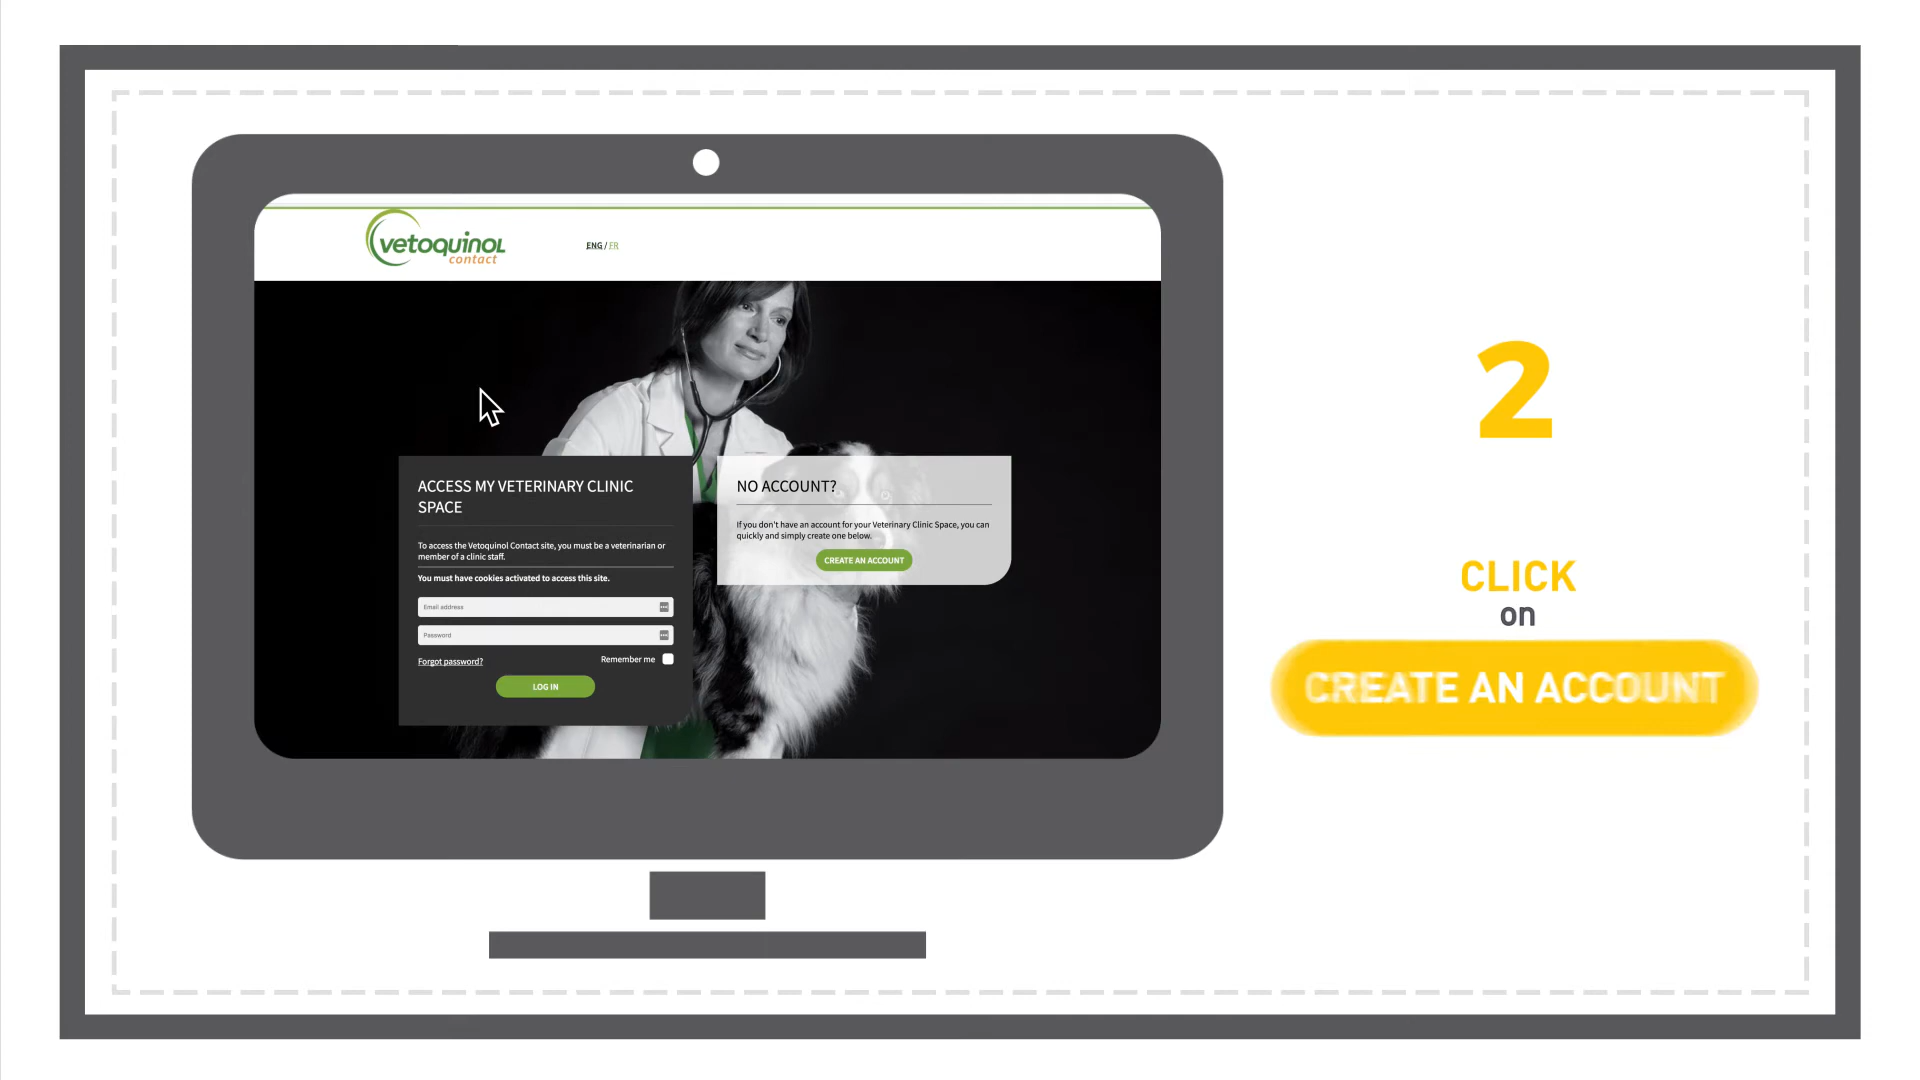 vetoquinol
contact
ENG / FR
ACCESS MY VETERINARY CLINIC
SPACE
To access the Vetoquinol Contact site, you must be a veterinarian or
member of a clinic staff.
You must have cookies activated to access this site.
Email address
Password
Forgot password?
Remember me
LOG IN
NO ACCOUNT?
If you don't have an account for your Veterinary Clinic Space, you can
quickly and simply create one below.
CREATE AN ACCOUNT
2
CLICK
on
CREATE AN ACCOUNT